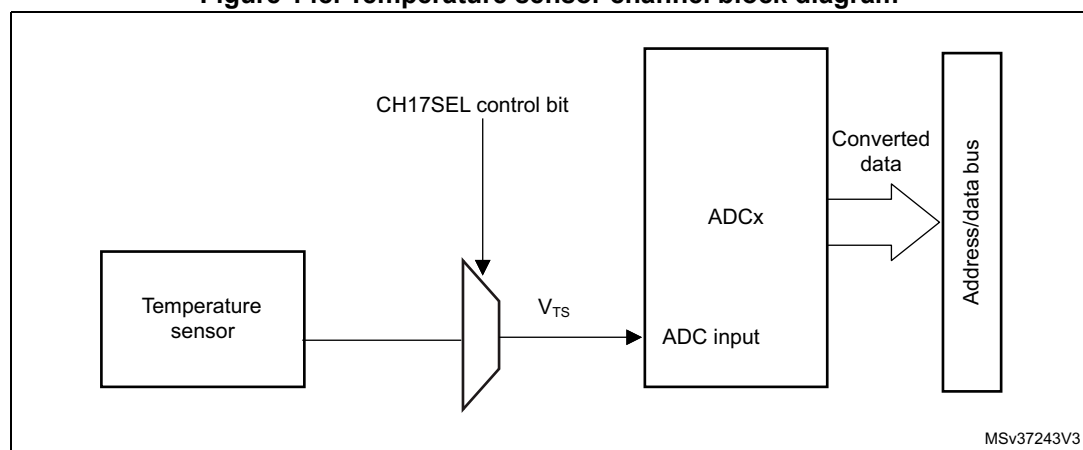 CH17SEL control bit
Converted
data
Address/data bus
ADCx
Temperature
sensor
VTS
ADC input
MSv37243V3